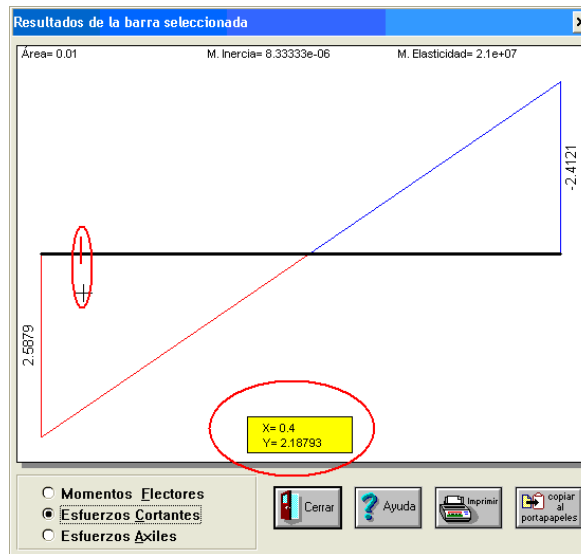 Resultados de la barra seleccionada
Área= 0.01 M. Inercia= 8.33333e-06 M. Elasticidad= 2.1e+07
-2.4121
2.5879
X= 0.4
Y= 2.18793
Momentos Flectores
Esfuerzos Cortantes
Esfuerzos Axiles
Cerrar
Ayuda
Imprimir
copiar
al
portapapeles